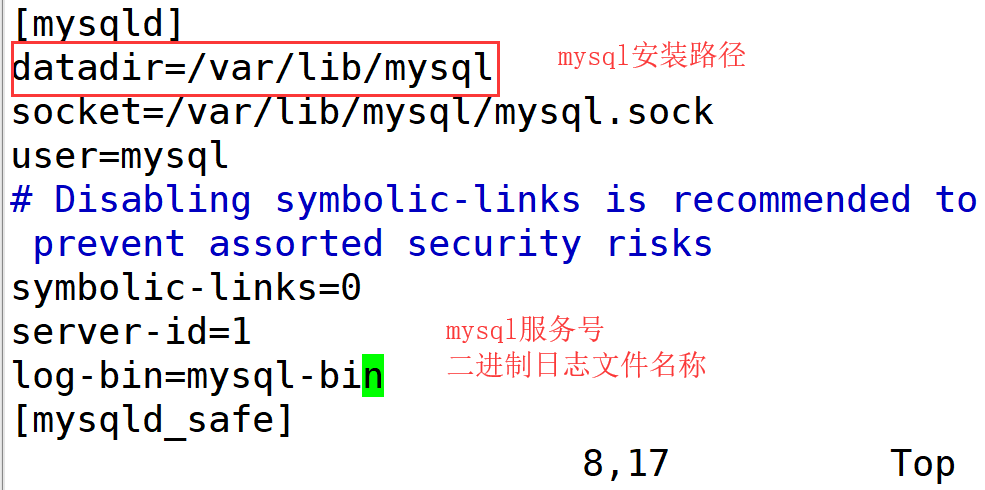 [mysqld]
datadir=/var/lib/mysql
mysql安装路径
socket=/var/lib/mysql/mysql.sock
user=mysql
# Disabling symbolic-links is recommended to
prevent assorted security risks
symbolic-links=0
server-id=1
mysql服务号
log-bin=mysql-bin
二进制日志文件名称
[mysqld_safe]
8,17
Top